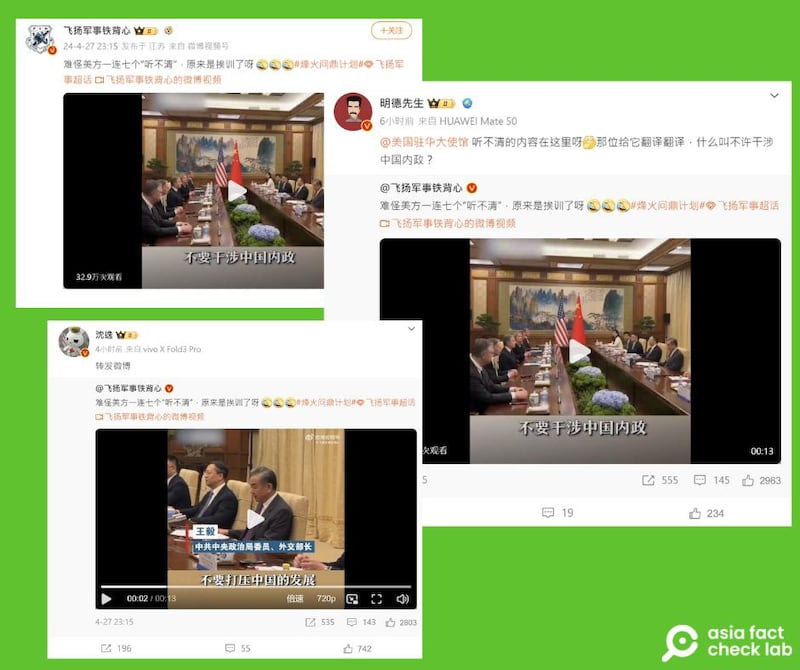 飞扬军事铁背心
+关注
24-4-27 23:15 发布于 江苏 来自 微博视频号
难怪美方一连七个“听不清”，原来是挨训了呀#烽火问鼎计划#飞扬军
事超话 飞扬军事铁背心的微博视频
不要干涉中国内政
32.9万次观看
明德先生
6小时前 来自 HUAWEI Mate 50
@美国驻华大使馆 听不清的内容在这里呀那位给它翻译翻译，什么叫不许干涉
中国内政？
@飞扬军事铁背心
难怪美方一连七个“听不清”，原来是挨训了呀#烽火问鼎计划#飞扬军事超话
飞扬军事铁背心的微博视频
不要干涉中国内政
次观看 00:13
5 555 145 2963
19 234
沈逸
4小时前 来自 vivo X Fold3 Pro
转发微博
@飞扬军事铁背心
难怪美方一连七个“听不清”，原来是挨训了呀#烽火问鼎计划#飞扬军事超话
飞扬军事铁背心的微博视频
王毅
中共中央政治局委员、外交部长
不要打压中国的发展
00:02 / 00:13 倍速 720p
4-27 23:15 535 143 2803
196 55 742
asia fact
check lab